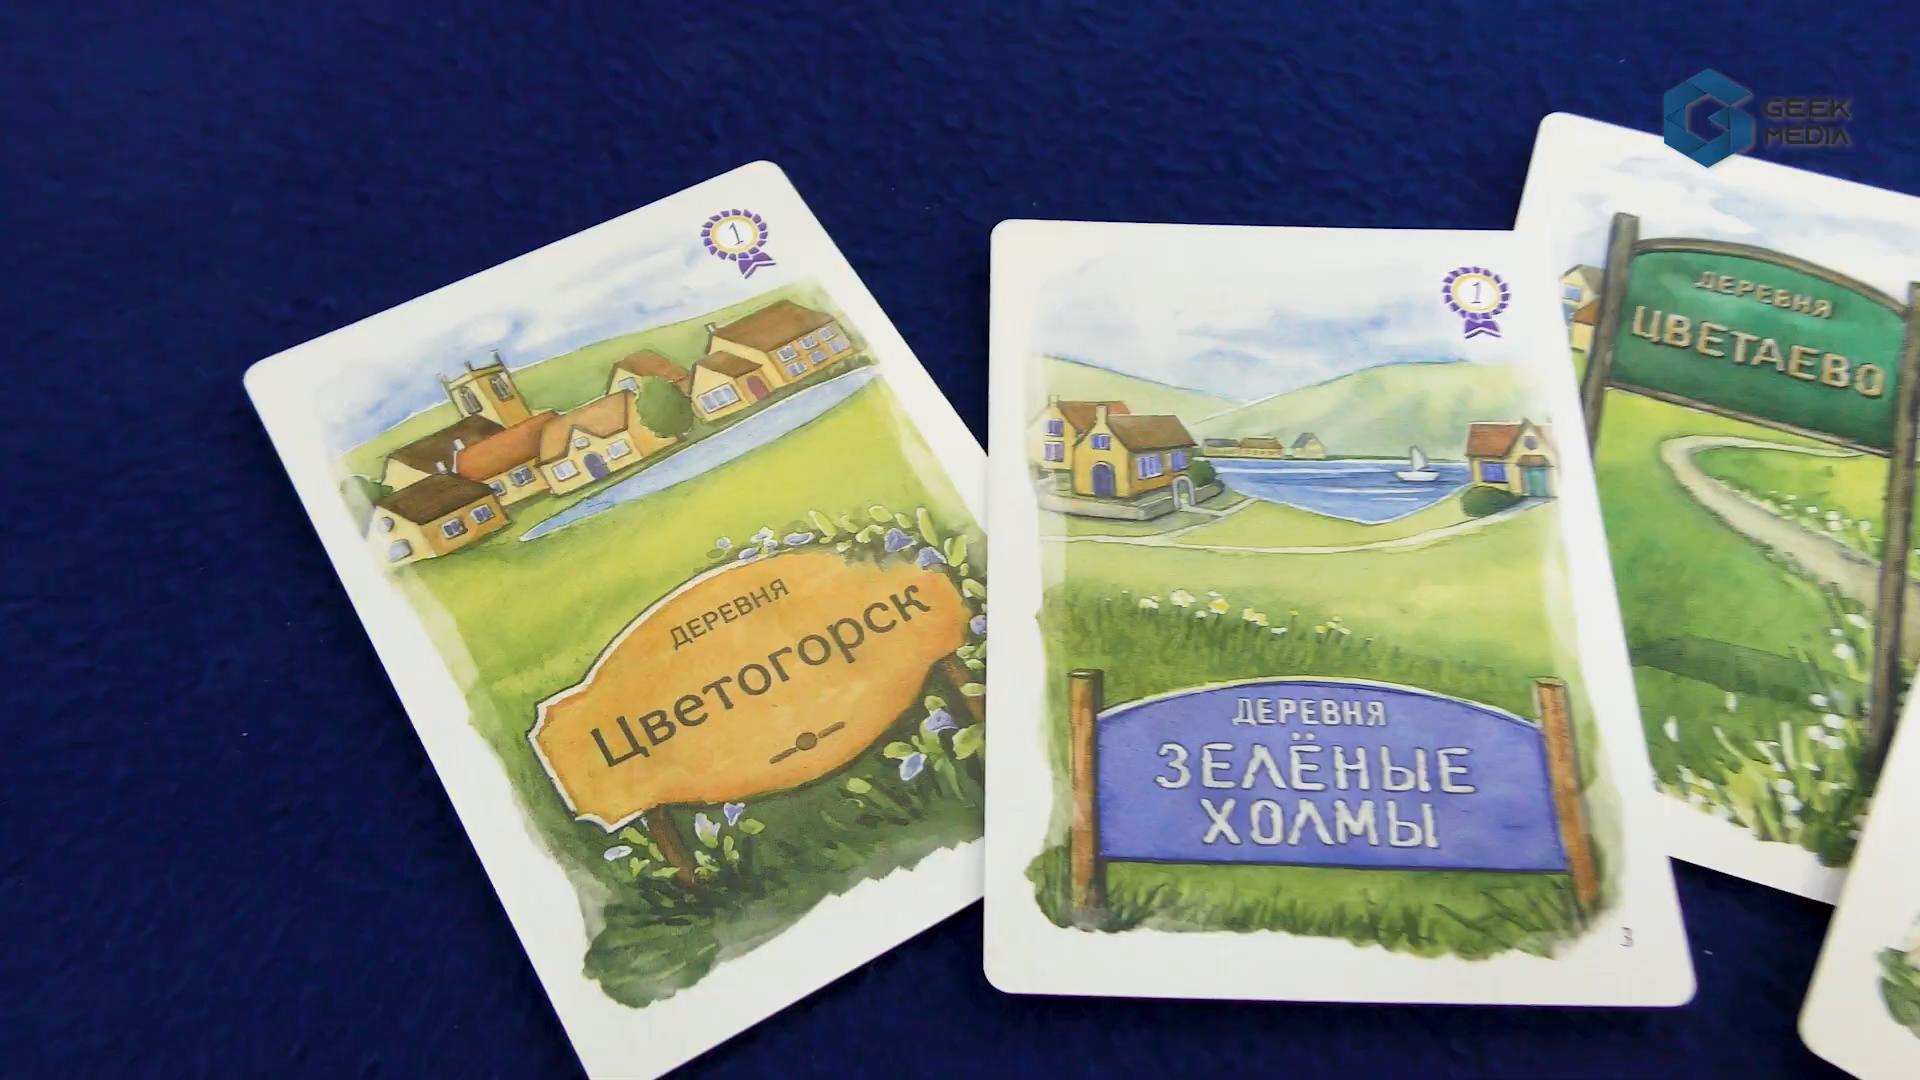 1
ДЕРЕВНЯ
Цветогорск
1
ДЕРЕВНЯ
ЗЕЛЁНЫЕ
ХОЛМЫ
3
ДЕРЕВНЯ
ЦВЕТАЕВО
GEEK
MEDIA